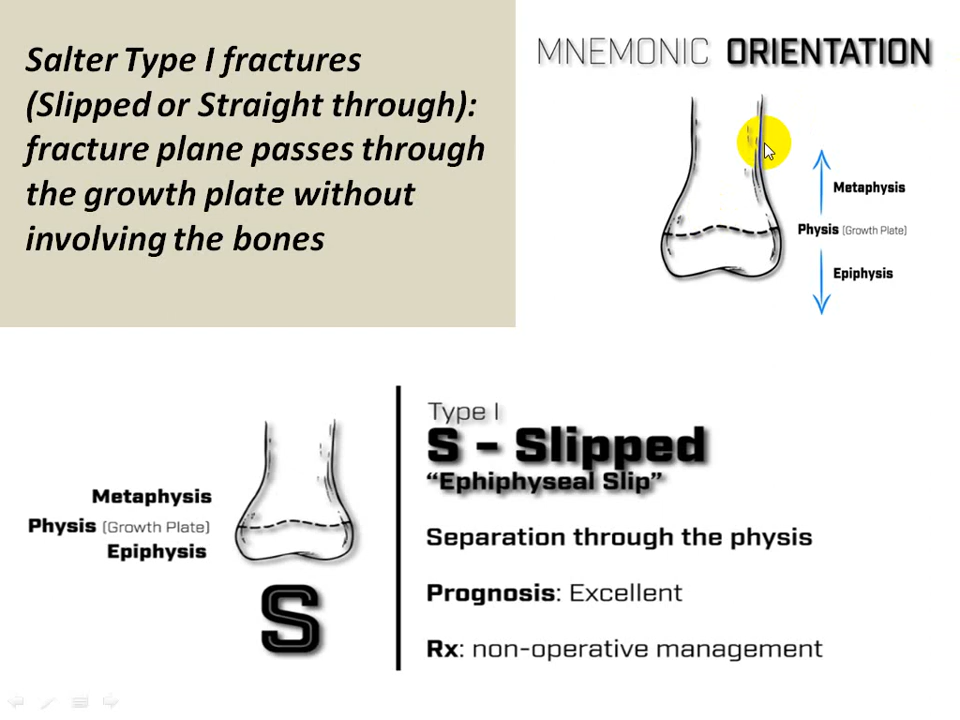 Salter Type I fractures
(Slipped or Straight through):
fracture plane passes through
the growth plate without
involving the bones
MNEMONIC ORIENTATION
Metaphysis
Physis (Growth Plate)
Epiphysis
Metaphysis
Physis (Growth Plate)
Epiphysis
S
Type I
S - Slipped
“Ephiphyseal Slip”
Separation through the physis
Prognosis: Excellent
Rx: non-operative management